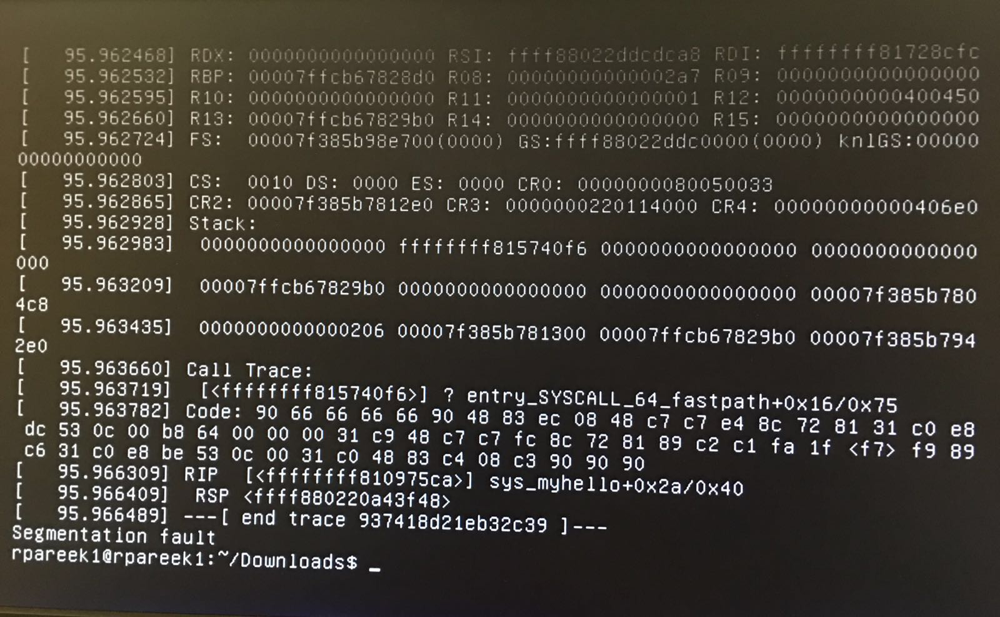 [   95.962468] RDX: 0000000000000000 RSI: ffff88022ddcdca8 RDI: ffffffff81728cfc
[   95.962532] RBP: 00007ffcb67828d0 R08: 00000000000002a7 R09: 0000000000000000
[   95.962595] R10: 0000000000000000 R11: 0000000000000001 R12: 0000000000400450
[   95.962660] R13: 00007ffcb67829b0 R14: 0000000000000000 R15: 0000000000000000
[   95.962724] FS:  00007f385b98e700(0000) GS:ffff88022ddc0000(0000) knlGS:00000
00000000000
[   95.962803] CS:  0010 DS: 0000 ES: 0000 CR0: 0000000080050033
[   95.962865] CR2: 00007f385b7812e0 CR3: 0000000220114000 CR4: 00000000000406e0
[   95.962928] Stack:
[   95.962983]  0000000000000000 ffffffff815740f6 0000000000000000 0000000000000
000
[   95.963209]  00007ffcb67829b0 0000000000000000 0000000000000000 00007f385b780
4c8
[   95.963435]  0000000000000206 00007f385b781300 00007ffcb67829b0 00007f385b794
2e0
[   95.963660] Call Trace:
[   95.963719]  [<ffffffff815740f6>] ? entry_SYSCALL_64_fastpath+0x16/0x75
[   95.963782] Code: 90 66 66 66 66 90 48 83 ec 08 48 c7 c7 e4 8c 72 81 31 c0 e8
dc 53 0c 00 b8 64 00 00 00 31 c9 48 c7 c7 fc 8c 72 81 89 c2 c1 fa 1f <f7> f9 89
c6 31 c0 e8 be 53 0c 00 31 c0 48 83 c4 08 c3 90 90 90
[   95.966309] RIP  [<ffffffff810975ca>] sys_myhello+0x2a/0x40
[   95.966409]  RSP <ffff880220a43f48>
[   95.966489] ---[ end trace 937418d21eb32c39 ]---
Segmentation fault
rpareek1@rpareek1:~/Downloads$ _